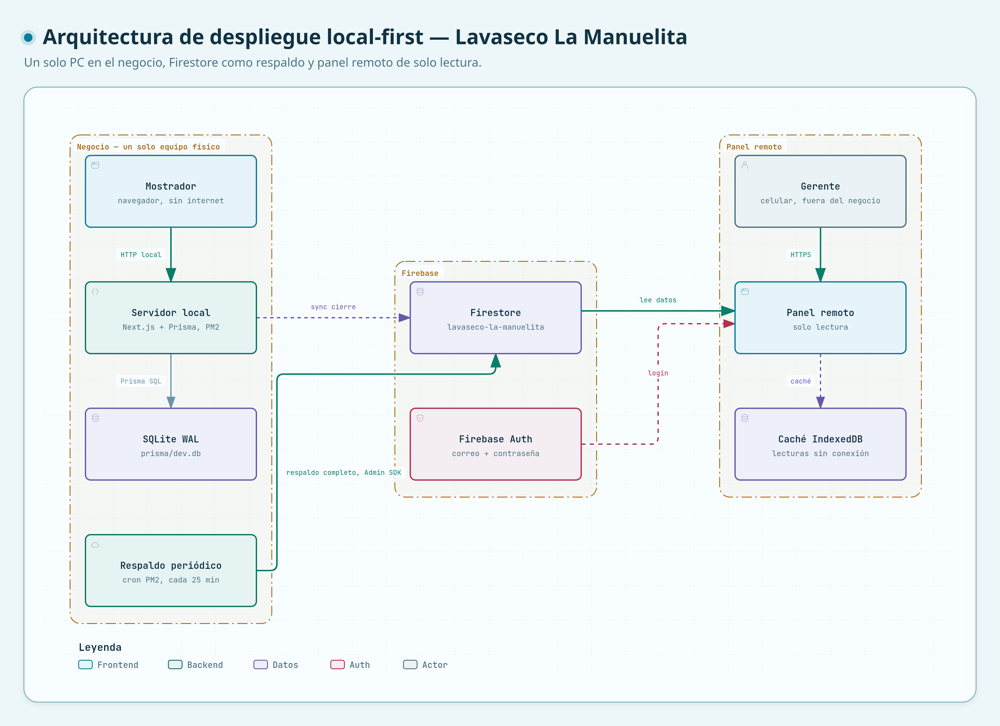 Arquitectura de despliegue local-first — Lavaseco La Manuelita
Un solo PC en el negocio, Firestore como respaldo y panel remoto de solo lectura.
Negocio — un solo equipo físico
Mostrador
navegador, sin internet
HTTP local
Servidor local
Next.js + Prisma, PM2
Prisma SQL
SQLite WAL
prisma/dev.db
Respaldo periódico
cron PM2, cada 25 min
sync cierre
respaldo completo, Admin SDK
Firebase
Firestore
lavaseco-la-manuelita
Firebase Auth
correo + contraseña
lee datos
login
Panel remoto
Gerente
celular, fuera del negocio
HTTPS
Panel remoto
solo lectura
caché
Caché IndexedDB
lecturas sin conexión
Leyenda
Frontend
Backend
Datos
Auth
Actor